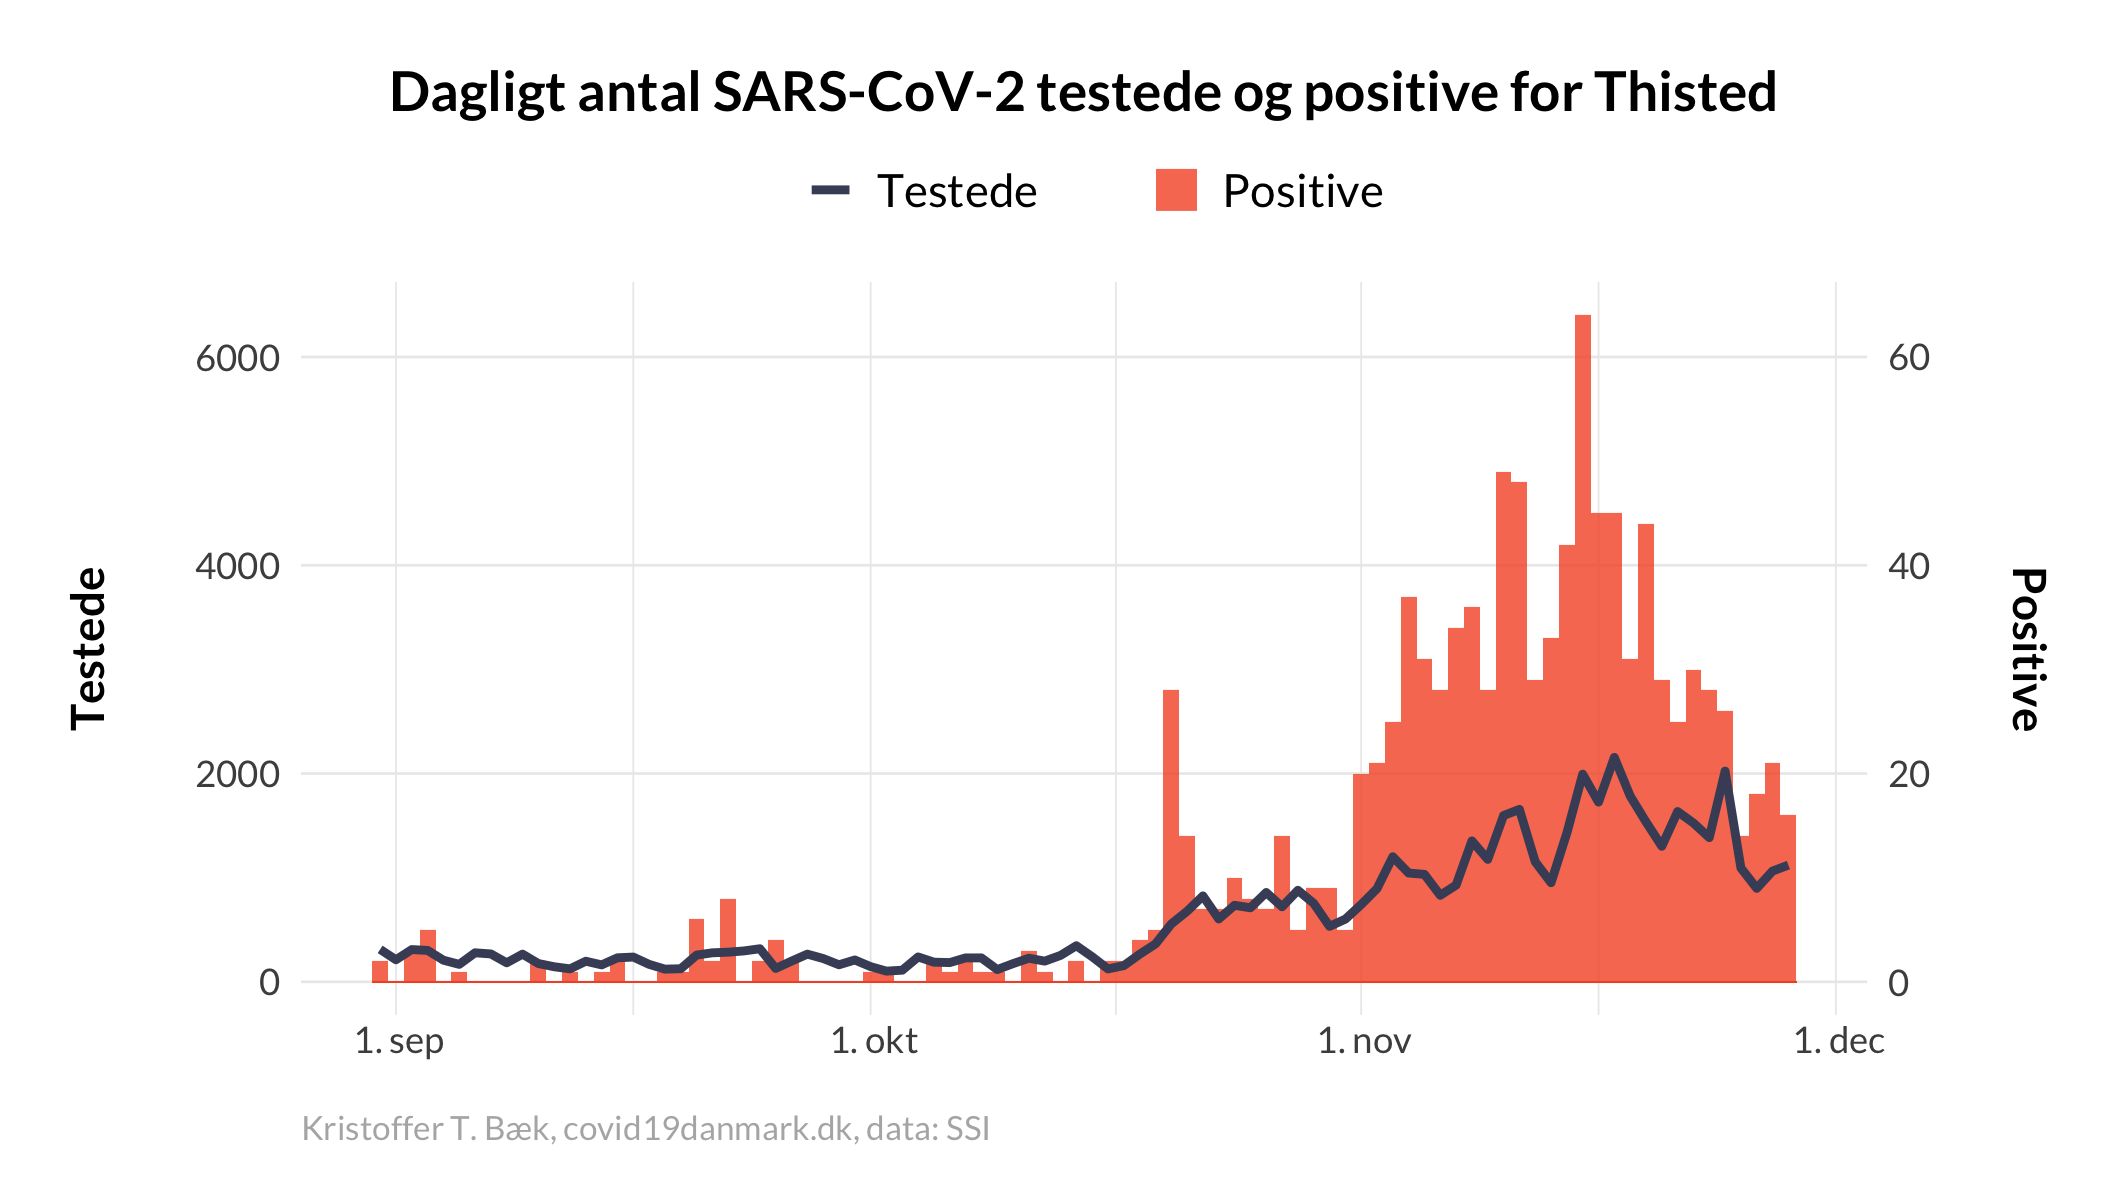 Dagligt antal SARS-CoV-2 testede og positive for Thisted
Testede Positive
6000 60
4000 40
Testede Positive
2000 20
0 0
1. sep 1. okt 1. nov 1. dec
Kristoffer T. Bæk, covid19danmark.dk, data: SSI